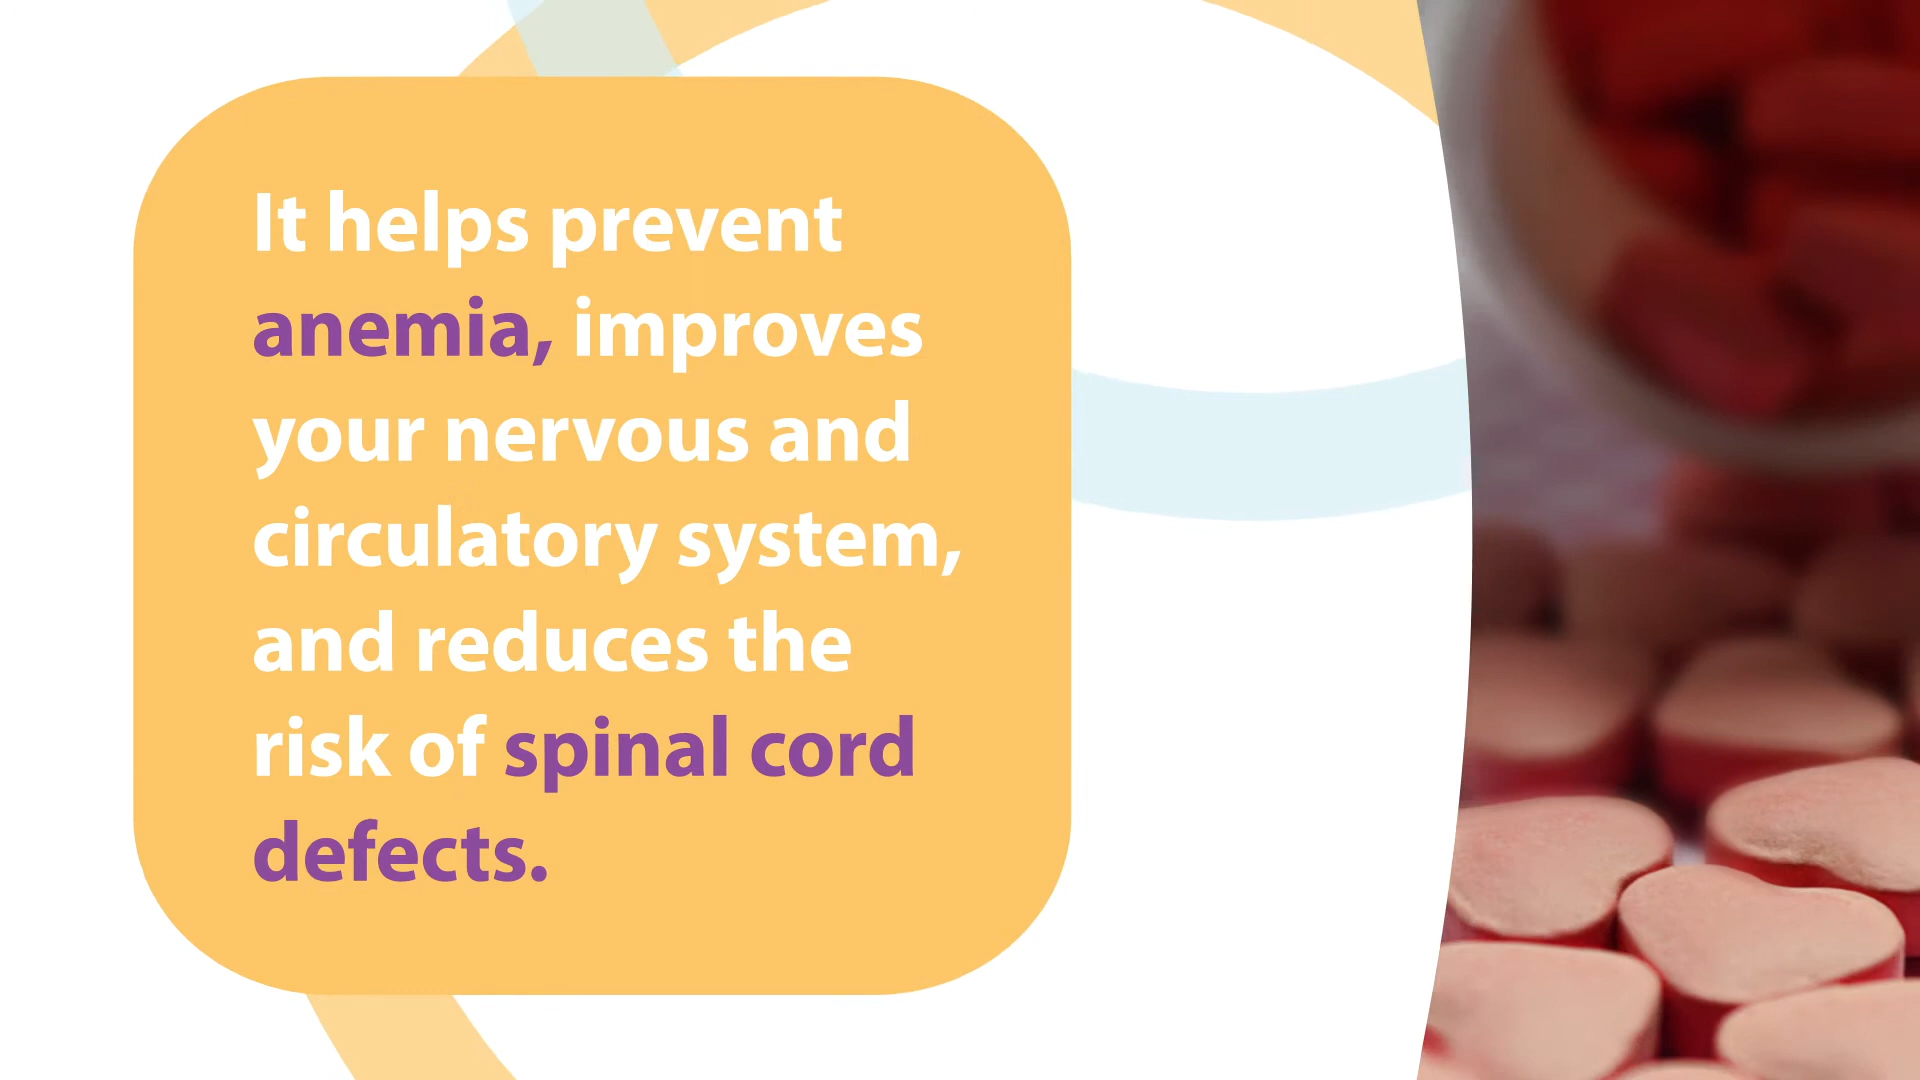 It helps prevent
anemia, improves
your nervous and
circulatory system,
and reduces the
risk of spinal cord
defects.